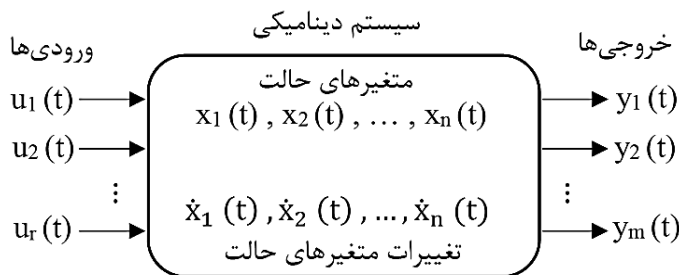 سیستم دینامیکی
ورودی‌ها
خروجی‌ها
متغیرهای حالت
u₁(t)
x₁(t) , x₂(t) , … , xₙ(t)
y₁(t)
u₂(t)
y₂(t)
⋮
⋮
ẋ₁ (t) , ẋ₂ (t) , …, ẋₙ (t)
uᵣ(t)
yₘ(t)
تغییرات متغیرهای حالت